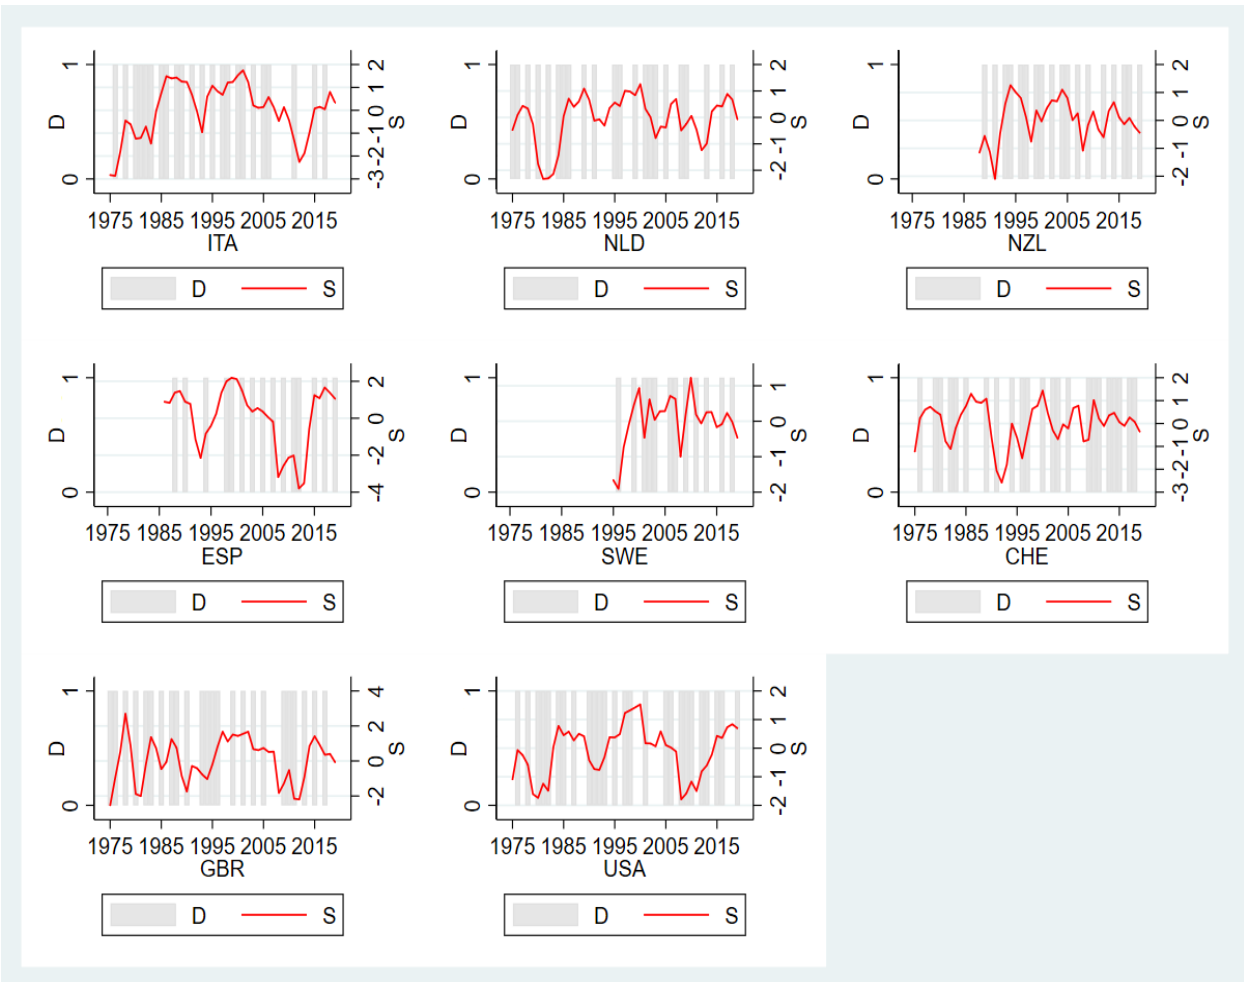 1 2
D 0 -3-2-1 0 1 S
1975 1985 1995 2005 2015
ITA
D S
1 2
D 0 -2 -1 0 1 S
1975 1985 1995 2005 2015
NLD
D S
1 2
D 0 -2 -1 0 1 S
1975 1985 1995 2005 2015
NZL
D S
1 2
D 0 -4 -2 0 S
1975 1985 1995 2005 2015
ESP
D S
1
D 0 -2 -1 0 1 S
1975 1985 1995 2005 2015
SWE
D S
1 2
D 0 -3-2-1 0 1 S
1975 1985 1995 2005 2015
CHE
D S
1 4
D 0 -2 0 2 S
1975 1985 1995 2005 2015
GBR
D S
1 2
D 0 -2 -1 0 1 S
1975 1985 1995 2005 2015
USA
D S